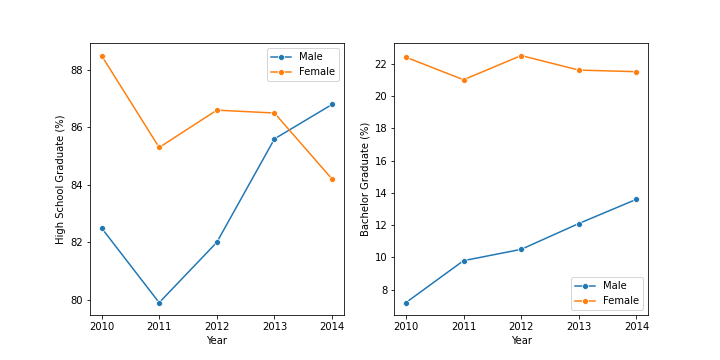 High School Graduate (%)
88
86
84
82
80
2010 2011 2012 2013 2014
Year
Male
Female
Bachelor Graduate (%)
22
20
18
16
14
12
10
8
2010 2011 2012 2013 2014
Year
Male
Female